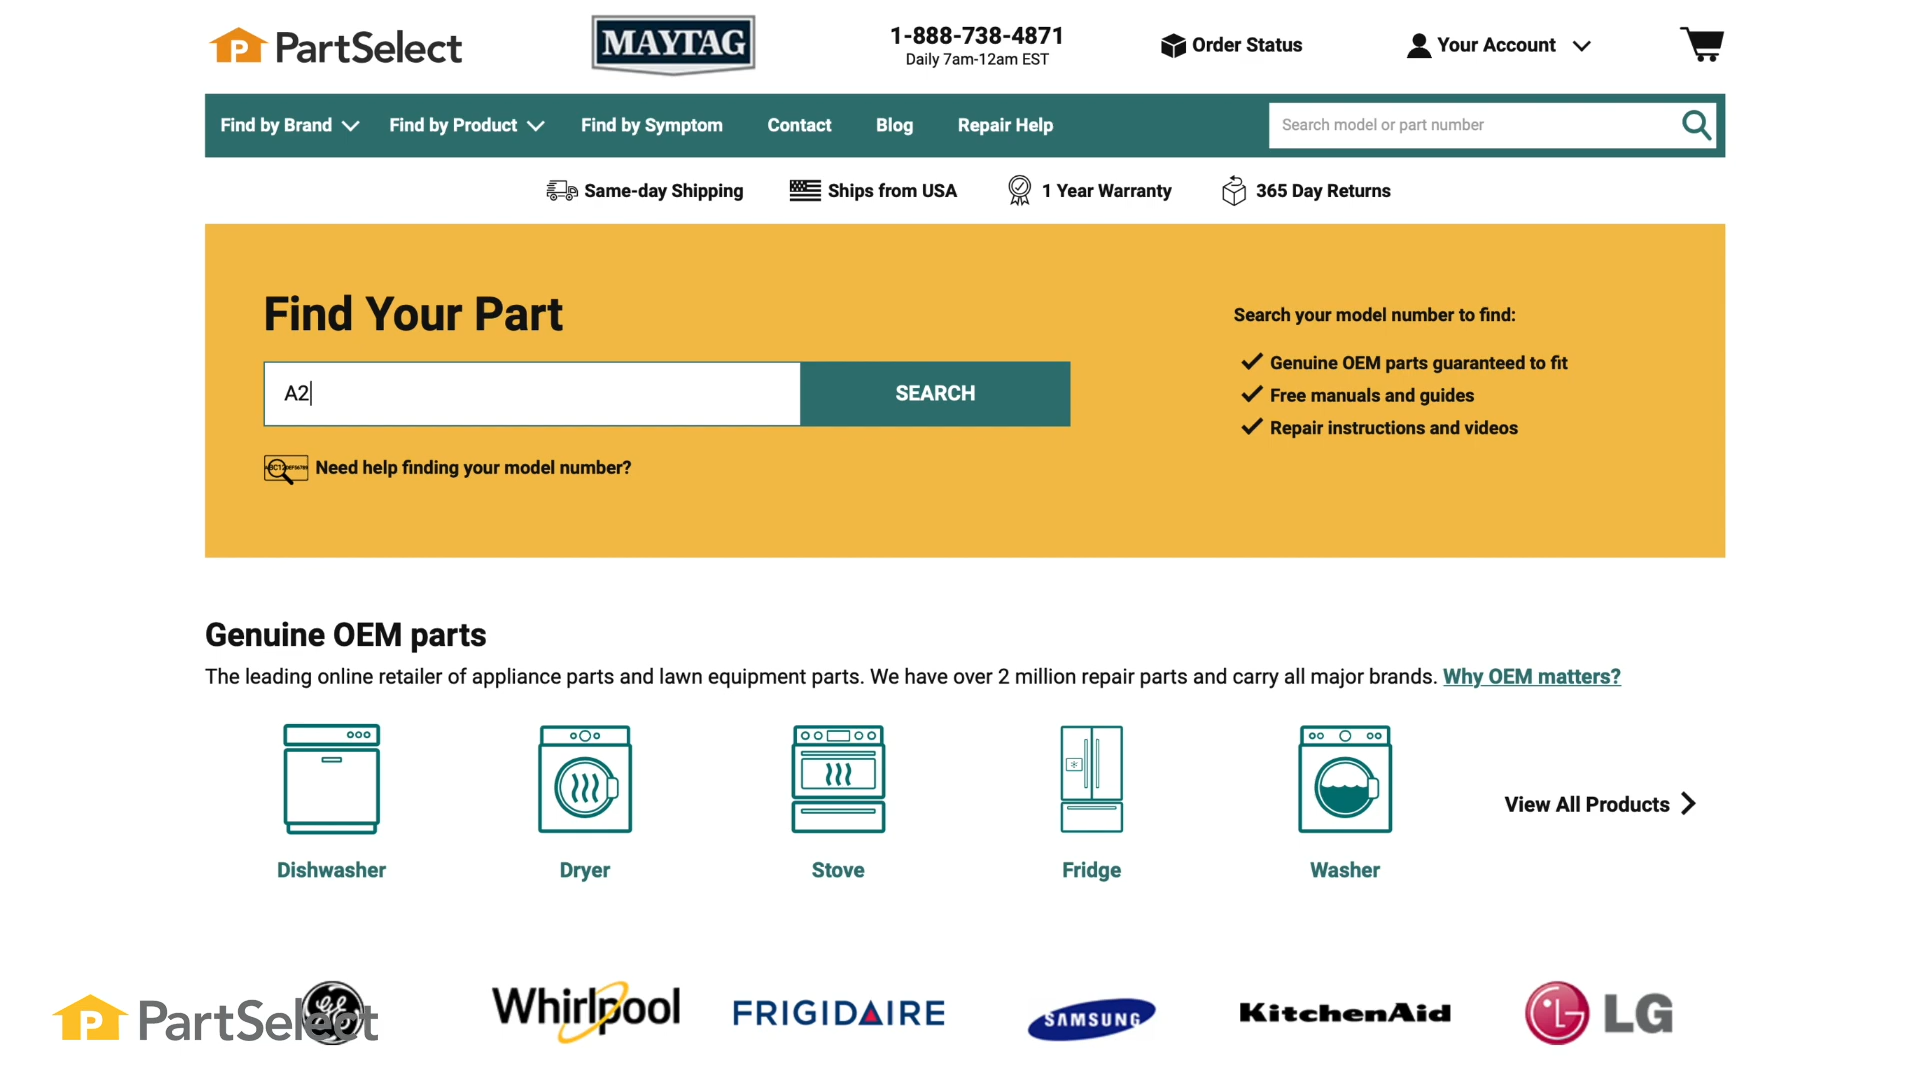 P PartSelect
MAYTAG
1-888-738-4871
Daily 7am-12am EST
Order Status
Your Account
Find by Brand
Find by Product
Find by Symptom
Contact
Blog
Repair Help
Search model or part number
Same-day Shipping
Ships from USA
1 Year Warranty
365 Day Returns
Find Your Part
A2
SEARCH
Need help finding your model number?
Search your model number to find:
Genuine OEM parts guaranteed to fit
Free manuals and guides
Repair instructions and videos
Genuine OEM parts
The leading online retailer of appliance parts and lawn equipment parts. We have over 2 million repair parts and carry all major brands. Why OEM matters?
Dishwasher
Dryer
Stove
Fridge
Washer
View All Products
P PartSelect
GE
Whirlpool
FRIGIDAIRE
SAMSUNG
KitchenAid
LG